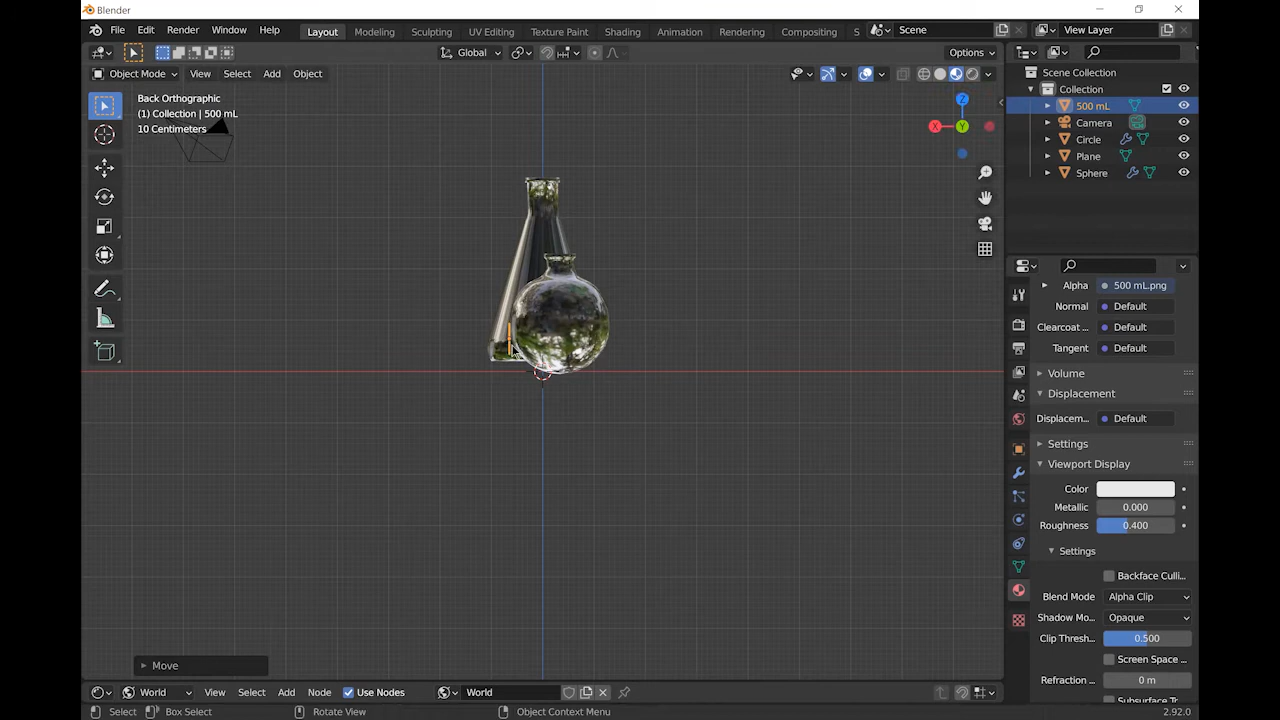 Blender
File Edit Render Window Help
Layout Modeling Sculpting UV Editing Texture Paint Shading Animation Rendering Compositing S
Scene
View Layer
Global
Options
Object Mode View Select Add Object
Back Orthographic
(1) Collection | 500 mL
10 Centimeters
Z
X
Y
Scene Collection
Collection
500 mL
Camera
Circle
Plane
Sphere
Alpha 500 mL.png
Normal Default
Clearcoat ... Default
Tangent Default
Volume
Displacement
Displacem... Default
Settings
Viewport Display
Color
Metallic 0.000
Roughness 0.400
Settings
Backface Culli...
Blend Mode Alpha Clip
Shadow Mo... Opaque
Clip Thresh... 0.500
Screen Space ...
Refraction ... 0 m
Subsurface Tr...
Move
World View Select Add Node Use Nodes World
Select Box Select Rotate View Object Context Menu 2.92.0